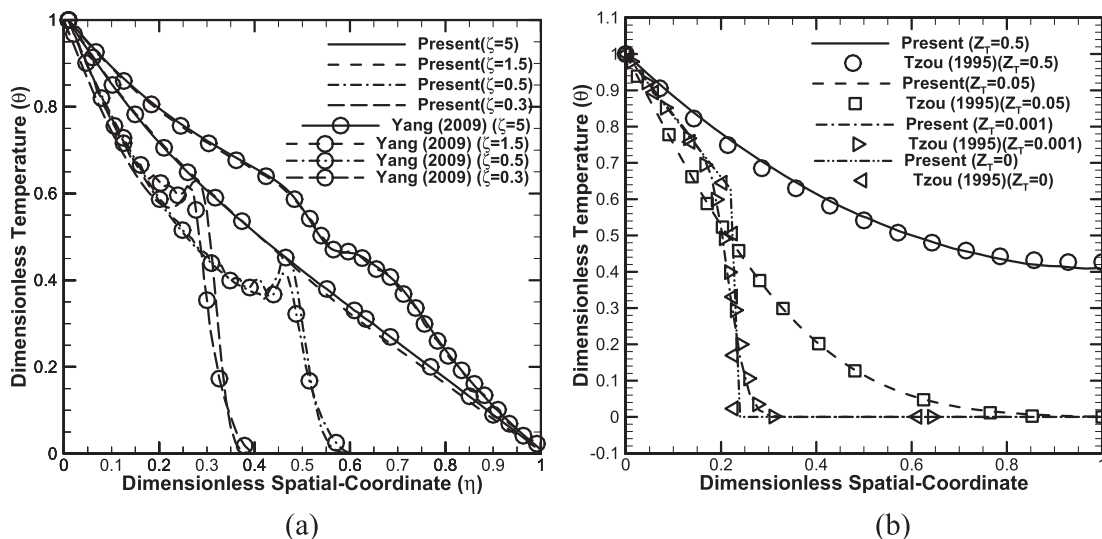 Dimensionless Temperature (θ)
1
0.8
0.6
0.4
0.2
0
0 0.1 0.2 0.3 0.4 0.5 0.6 0.7 0.8 0.9 1
Dimensionless Spatial-Coordinate (η)
Present(ζ=5)
Present(ζ=1.5)
Present(ζ=0.5)
Present(ζ=0.3)
Yang (2009) (ζ=5)
Yang (2009) (ζ=1.5)
Yang (2009) (ζ=0.5)
Yang (2009) (ζ=0.3)
(a)
Dimensionless Temperature (θ)
1.1
1
0.9
0.8
0.7
0.6
0.5
0.4
0.3
0.2
0.1
0
-0.1
0 0.2 0.4 0.6 0.8 1
Dimensionless Spatial-Coordinate
Present (Z_T=0.5)
Tzou (1995)(Z_T=0.5)
Present(Z_T=0.05)
Tzou (1995)(Z_T=0.05)
Present (Z_T=0.001)
Tzou (1995)(Z_T=0.001)
Present (Z_T=0)
Tzou (1995)(Z_T=0)
(b)